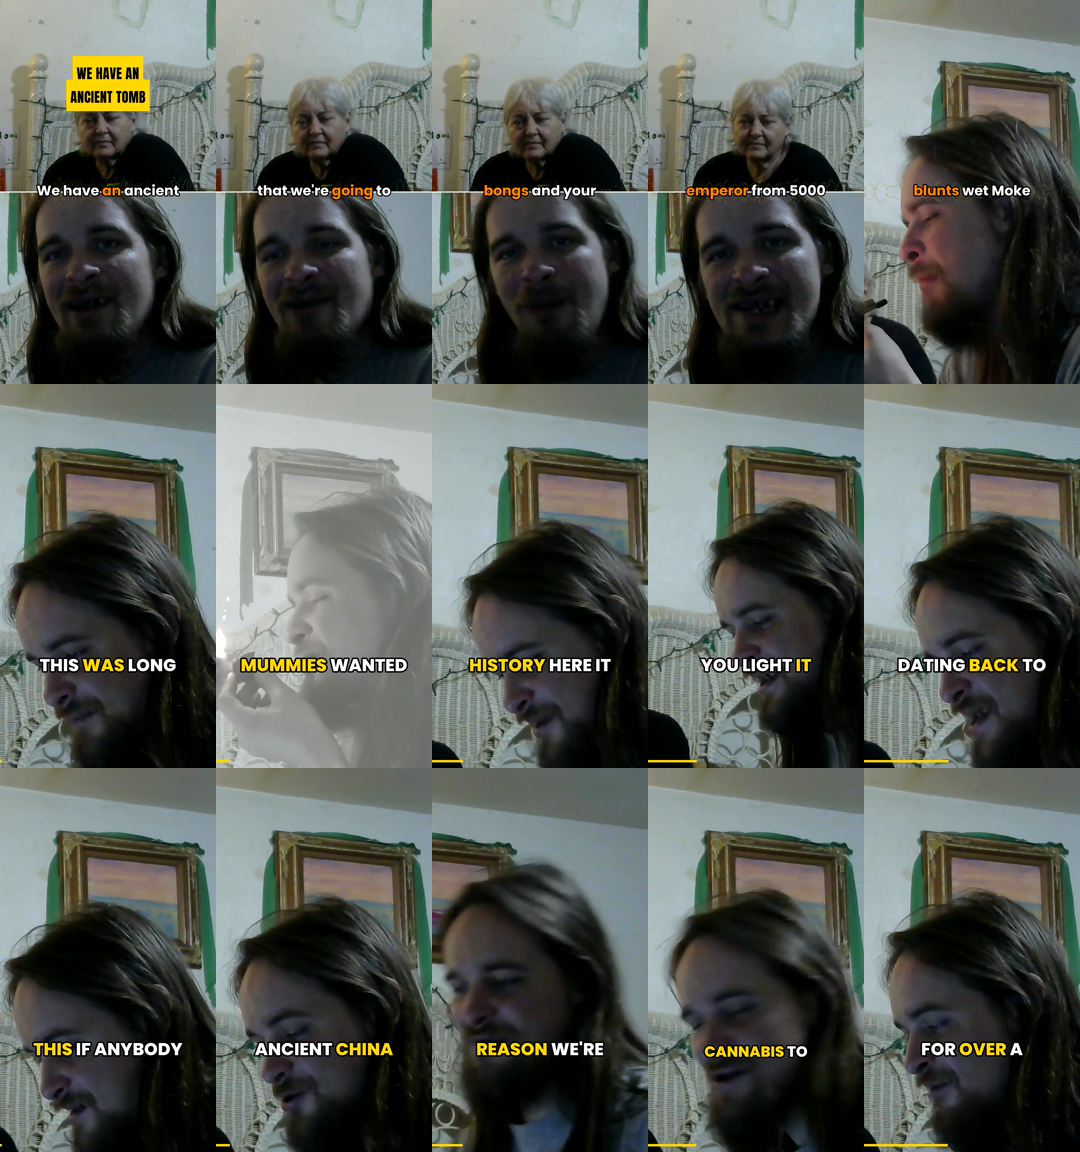 WE HAVE AN
ANCIENT TOMB
We have an ancient
that we're going to
bongs and your
emperor from 5000
blunts wet Moke
THIS WAS LONG
MUMMIES WANTED
HISTORY HERE IT
YOU LIGHT IT
DATING BACK TO
THIS IF ANYBODY
ANCIENT CHINA
REASON WE'RE
CANNABIS TO
FOR OVER A